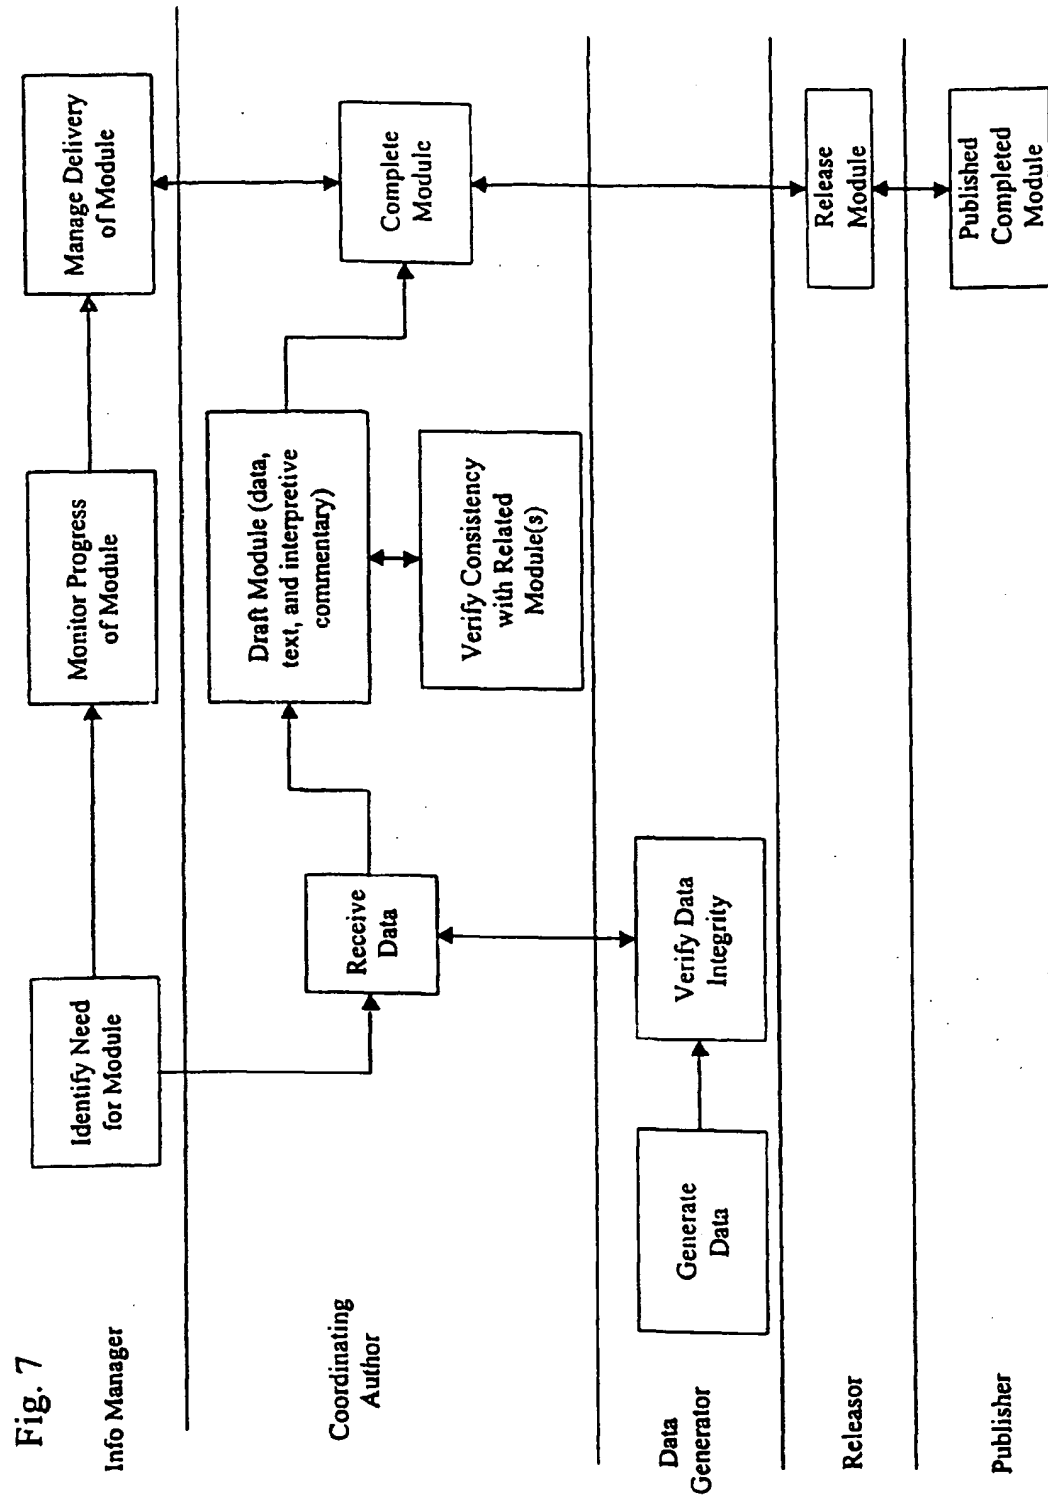 Fig. 7
Info Manager
Identify Need
for Module
Monitor Progress
of Module
Manage Delivery
of Module
Coordinating
Author
Receive
Data
Draft Module (data,
text, and interpretive
commentary)
Verify Consistency
with Related
Module(s)
Complete
Module
Data
Generator
Generate
Data
Verify Data
Integrity
Releasor
Release
Module
Publisher
Published
Completed
Module